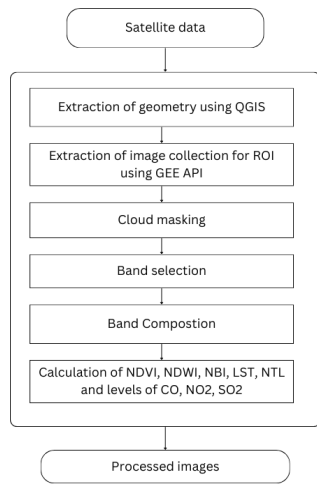 Satellite data
Extraction of geometry using QGIS
Extraction of image collection for ROI
using GEE API
Cloud masking
Band selection
Band Compostion
Calculation of NDVI, NDWI, NBI, LST, NTL
and levels of CO, NO2, SO2
Processed images